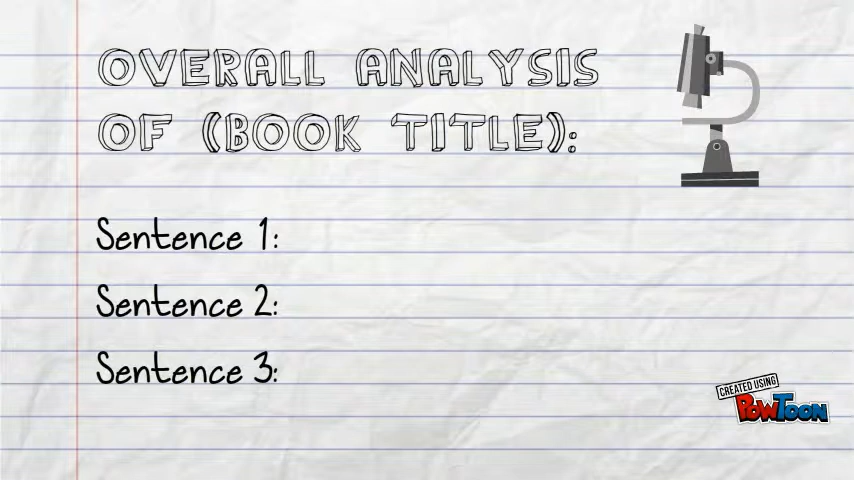 OVERALL ANALYSIS
OF (BOOK TITLE):
Sentence 1:
Sentence 2:
Sentence 3:
CREATED USING
POWTOON